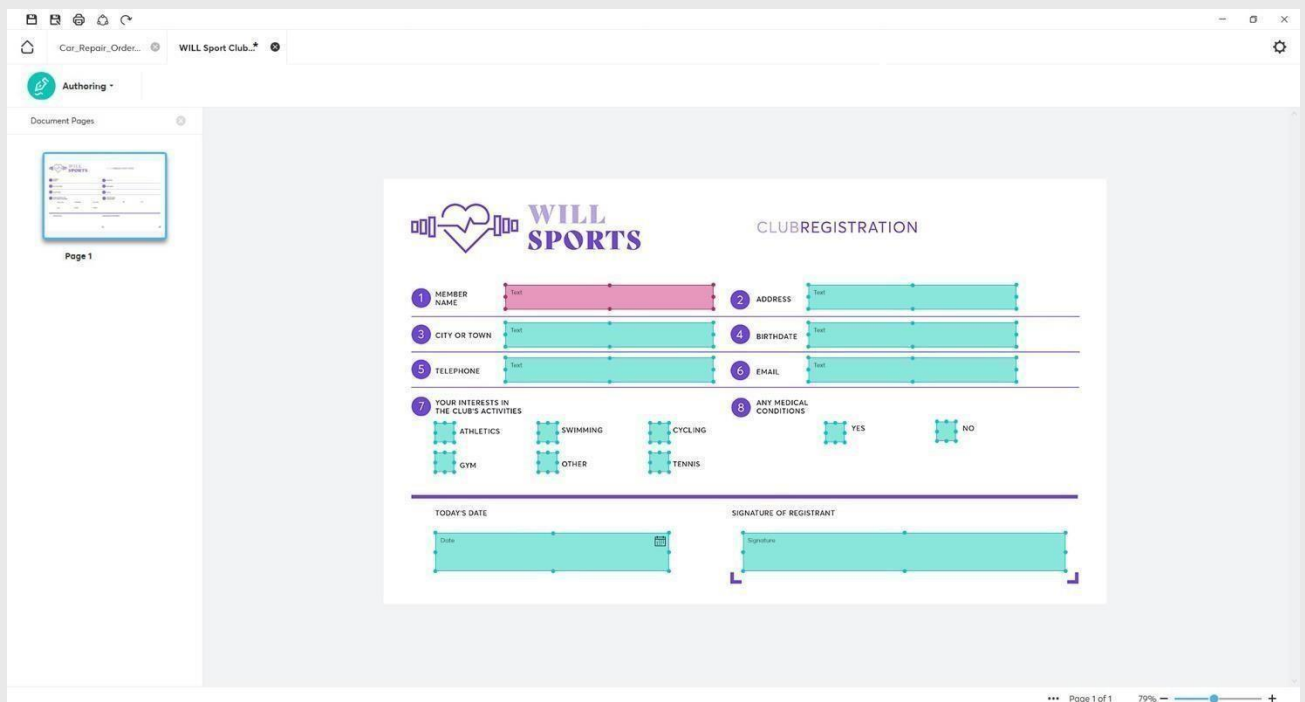 Car_Repair_Order...
WILL Sport Club...*
Authoring
Document Pages
Page 1
WILL
SPORTS
CLUBREGISTRATION
1 MEMBER
NAME
Text
2 ADDRESS
Text
3 CITY OR TOWN
Text
4 BIRTHDATE
Text
5 TELEPHONE
Text
6 EMAIL
Text
7 YOUR INTERESTS IN
THE CLUB'S ACTIVITIES
8 ANY MEDICAL
CONDITIONS
ATHLETICS
SWIMMING
CYCLING
YES
NO
GYM
OTHER
TENNIS
TODAY'S DATE
SIGNATURE OF REGISTRANT
Date
Signature
Page 1 of 1
79%